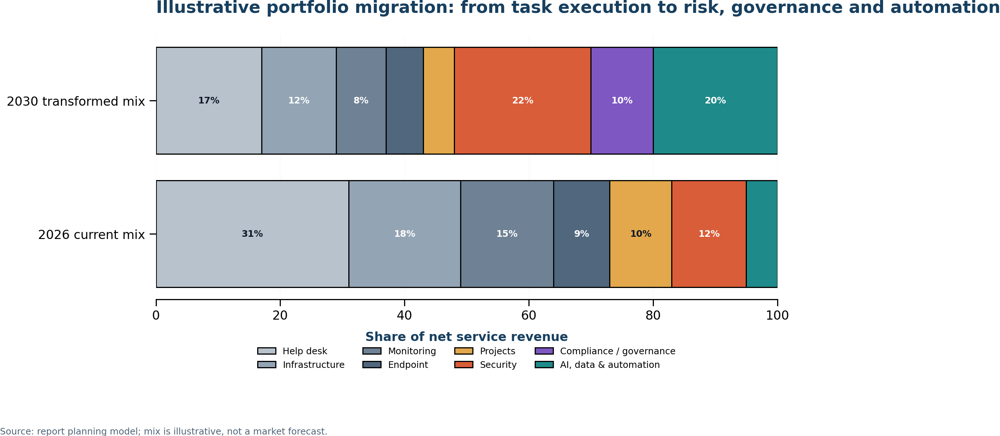 Illustrative portfolio migration: from task execution to risk, governance and automation
2030 transformed mix
17%
12%
8%
22%
10%
20%
2026 current mix
31%
18%
15%
9%
10%
12%
0 20 40 60 80 100
Share of net service revenue
Help desk Monitoring Projects Compliance / governance
Infrastructure Endpoint Security AI, data & automation
Source: report planning model; mix is illustrative, not a market forecast.